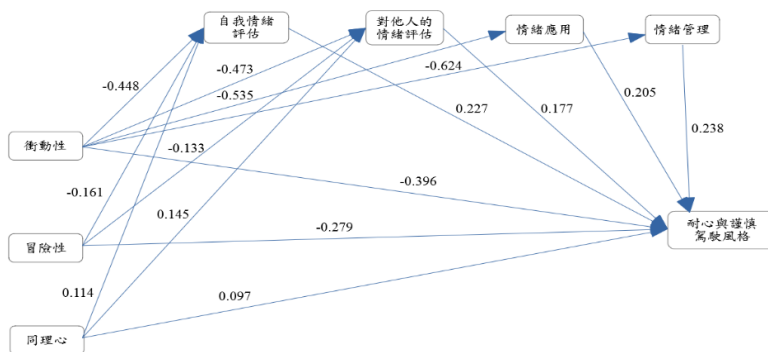 自我情緒
評估
對他人的
情緒評估
情緒應用
情緒管理
-0.448
-0.473
-0.535
-0.624
0.227
0.177
0.205
0.238
衝動性
-0.133
-0.161
0.145
-0.396
冒險性
-0.279
耐心與謹慎
駕駛風格
0.114
0.097
同理心